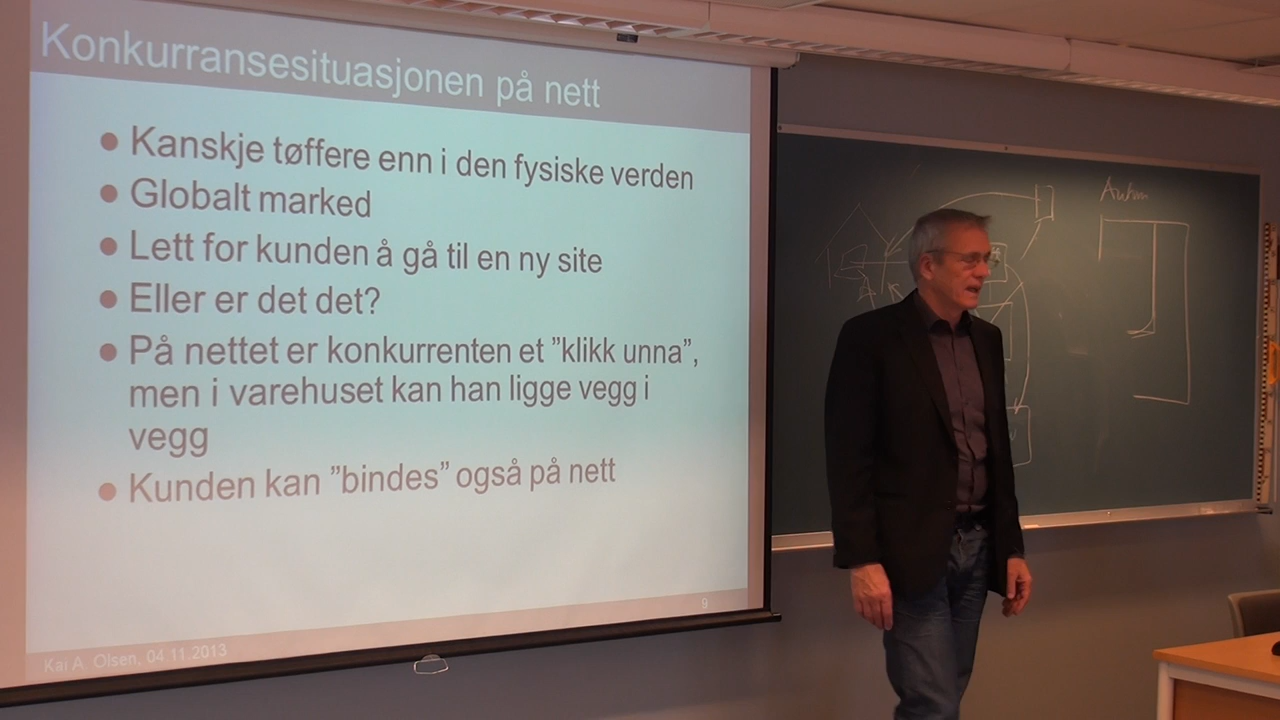 Konkurransesituasjonen på nett
● Kanskje tøffere enn i den fysiske verden
● Globalt marked
● Lett for kunden å gå til en ny site
● Eller er det det?
● På nettet er konkurrenten et ”klikk unna”,
men i varehuset kan han ligge vegg i
vegg
● Kunden kan ”bindes” også på nett
9
Kai A. Olsen, 04.11.2013